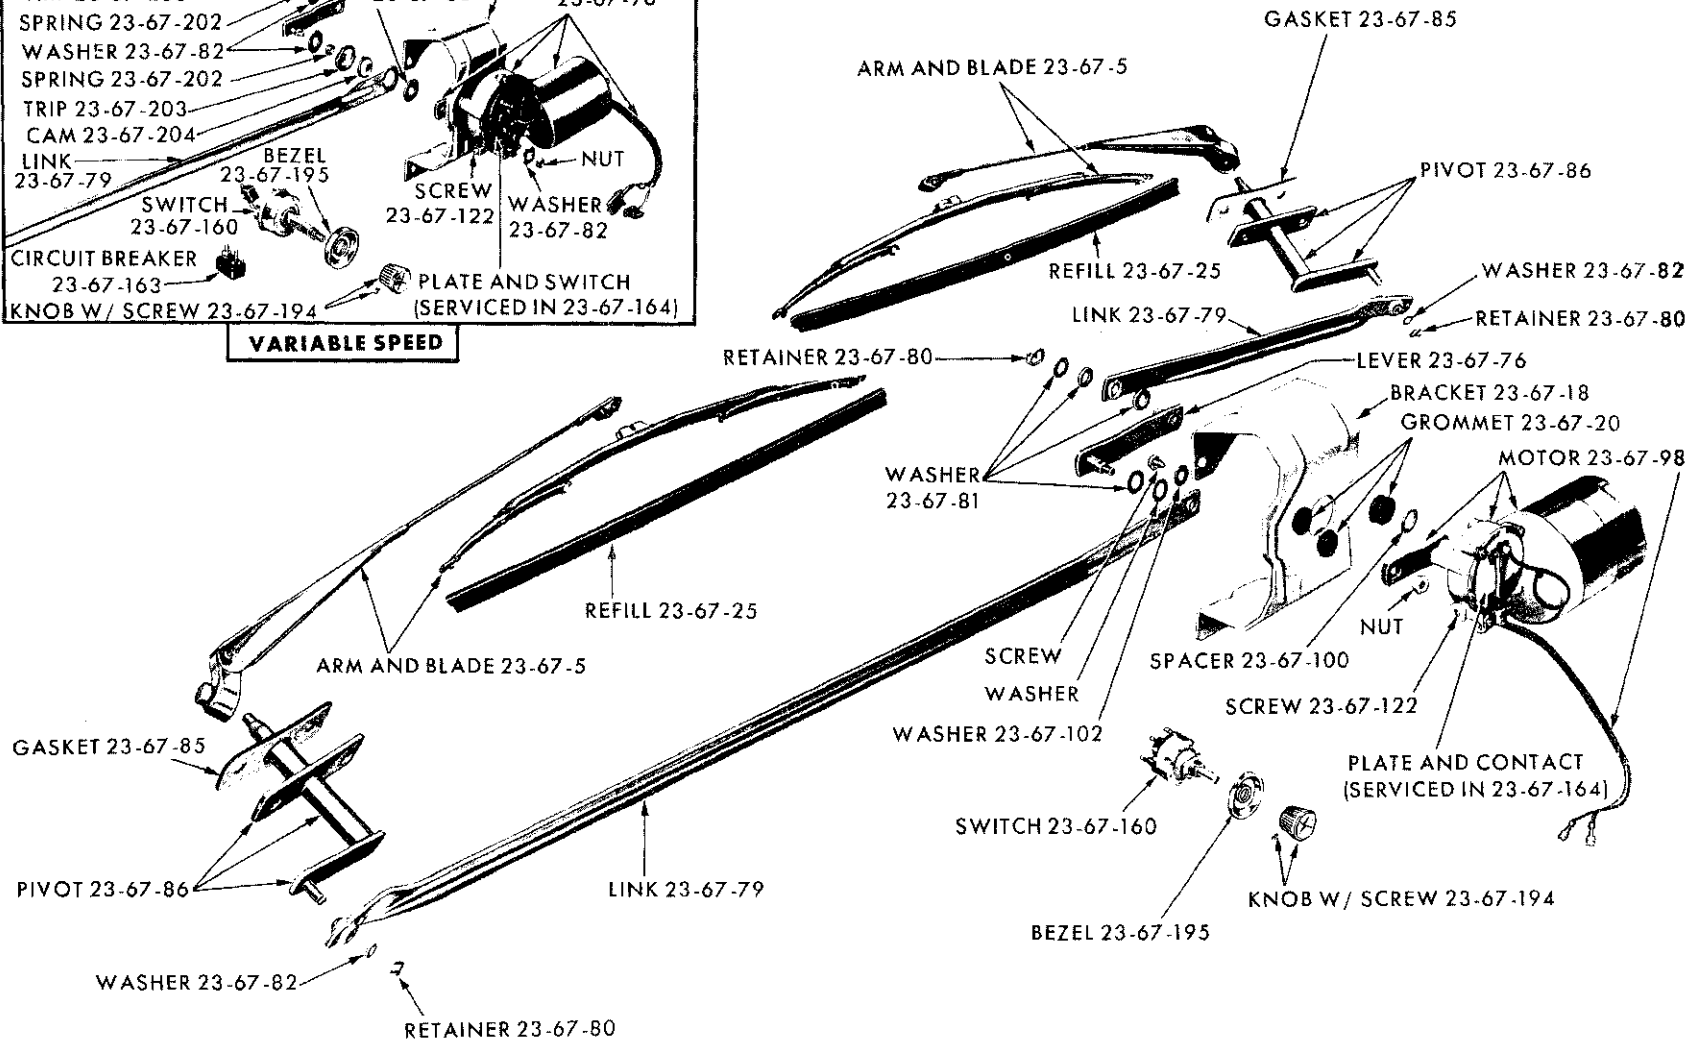 SPRING 23-67-202
WASHER 23-67-82
SPRING 23-67-202
TRIP 23-67-203
CAM 23-67-204
LINK
23-67-79
BEZEL
23-67-195
SWITCH
23-67-160
CIRCUIT BREAKER
23-67-163
KNOB W/ SCREW 23-67-194
NUT
SCREW
23-67-122
WASHER
23-67-82
PLATE AND SWITCH
(SERVICED IN 23-67-164)
VARIABLE SPEED
GASKET 23-67-85
ARM AND BLADE 23-67-5
PIVOT 23-67-86
REFILL 23-67-25
WASHER 23-67-82
LINK 23-67-79
RETAINER 23-67-80
RETAINER 23-67-80
LEVER 23-67-76
BRACKET 23-67-18
GROMMET 23-67-20
MOTOR 23-67-98
WASHER
23-67-81
REFILL 23-67-25
NUT
ARM AND BLADE 23-67-5
SCREW
SPACER 23-67-100
WASHER
SCREW 23-67-122
WASHER 23-67-102
GASKET 23-67-85
PLATE AND CONTACT
(SERVICED IN 23-67-164)
SWITCH 23-67-160
PIVOT 23-67-86
LINK 23-67-79
KNOB W/ SCREW 23-67-194
BEZEL 23-67-195
WASHER 23-67-82
RETAINER 23-67-80